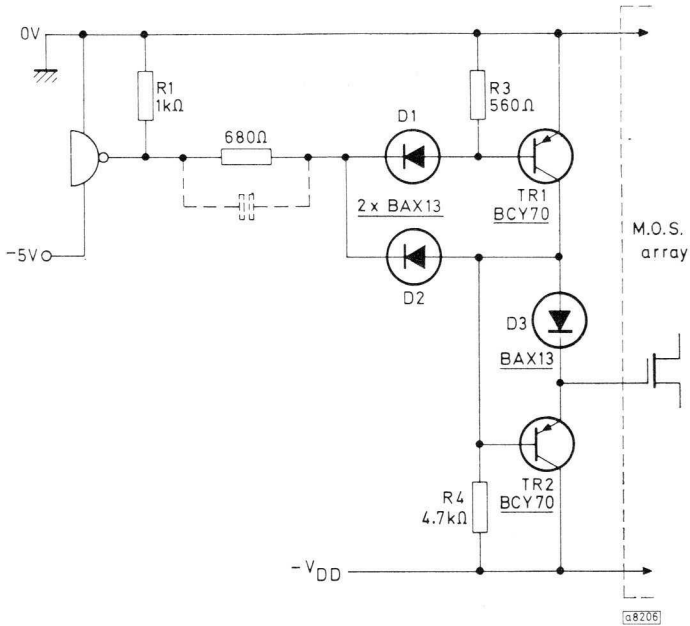 0V
R1
1kΩ
R3
560Ω
680Ω
D1
2 x BAX13
TR1
BCY70
M.O.S.
array
-5V
D2
D3
BAX13
TR2
BCY70
R4
4.7kΩ
-VDD
a8206